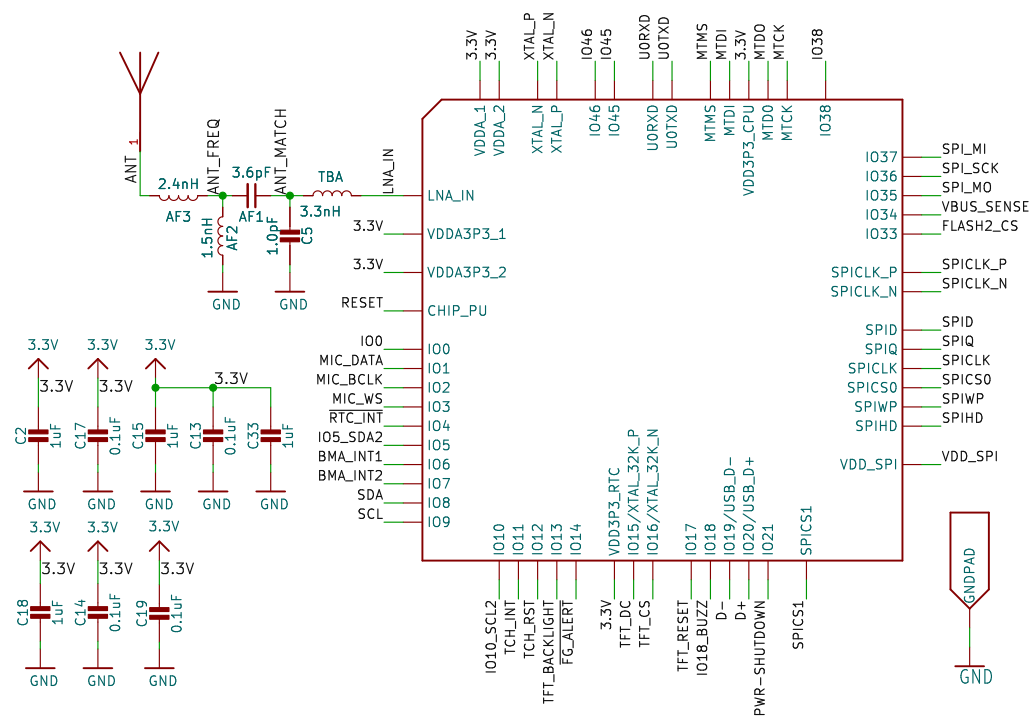 3.3V
3.3V
XTAL_P
XTAL_N
IO46
IO45
U0RXD
U0TXD
MTMS
MTDI
3.3V
MTDO
MTCK
IO38
VDDA_1
VDDA_2
XTAL_N
XTAL_P
IO46
IO45
U0RXD
U0TXD
MTMS
MTDI
VDD3P3_CPU
MTDO
MTCK
IO38
ANT 1
2.4nH
AF3
ANT_FREQ
3.6pF
AF1
ANT_MATCH
TBA
3.3nH
LNA_IN
1.5nH
AF2
1.0pF
C5
GND
GND
3.3V
3.3V
RESET
IO0
MIC_DATA
MIC_BCLK
MIC_WS
RTC_INT
IO5_SDA2
BMA_INT1
BMA_INT2
SDA
SCL
LNA_IN
VDDA3P3_1
VDDA3P3_2
CHIP_PU
IO0
IO1
IO2
IO3
IO4
IO5
IO6
IO7
IO8
IO9
IO37
IO36
IO35
IO34
IO33
SPICLK_P
SPICLK_N
SPID
SPIQ
SPICLK
SPICS0
SPIWP
SPIHD
VDD_SPI
SPI_MI
SPI_SCK
SPI_MO
VBUS_SENSE
FLASH2_CS
SPICLK_P
SPICLK_N
SPID
SPIQ
SPICLK
SPICS0
SPIWP
SPIHD
VDD_SPI
3.3V
3.3V
3.3V
3.3V
3.3V
3.3V
C2
1uF
C17
0.1uF
C15
1uF
C13
0.1uF
C33
1uF
GND
GND
GND
GND
GND
3.3V
3.3V
3.3V
3.3V
3.3V
3.3V
C18
1uF
C14
0.1uF
C19
0.1uF
GND
GND
GND
IO10
IO11
IO12
IO13
IO14
VDD3P3_RTC
IO15/XTAL_32K_P
IO16/XTAL_32K_N
IO17
IO18
IO19/USB_D-
IO20/USB_D+
IO21
SPICS1
IO10_SCL2
TCH_INT
TCH_RST
TFT_BACKLIGHT
FG_ALERT
3.3V
TFT_DC
TFT_CS
TFT_RESET
IO18_BUZZ
D-
D+
PWR-SHUTDOWN
SPICS1
GNDPAD
GND